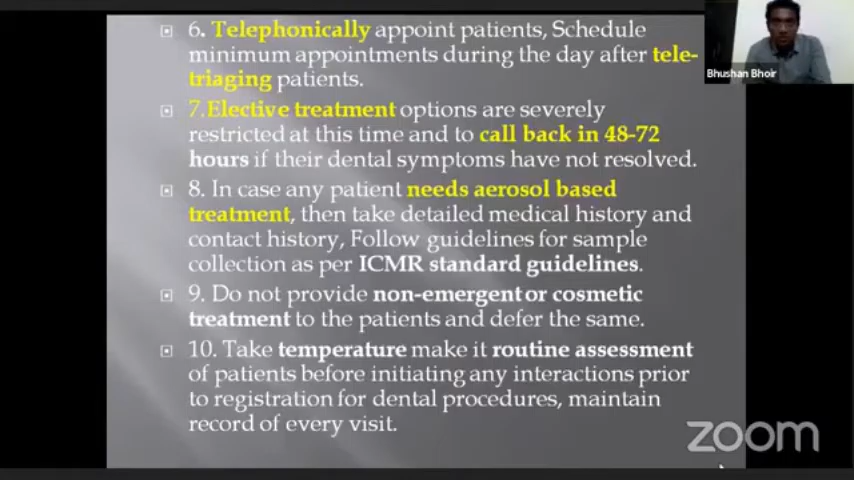 6. Telephonically appoint patients, Schedule
minimum appointments during the day after tele-
triaging patients.
7.Elective treatment options are severely
restricted at this time and to call back in 48-72
hours if their dental symptoms have not resolved.
8. In case any patient needs aerosol based
treatment, then take detailed medical history and
contact history, Follow guidelines for sample
collection as per ICMR standard guidelines.
9. Do not provide non-emergent or cosmetic
treatment to the patients and defer the same.
10. Take temperature make it routine assessment
of patients before initiating any interactions prior
to registration for dental procedures, maintain
record of every visit.
Bhushan Bhoir
zoom